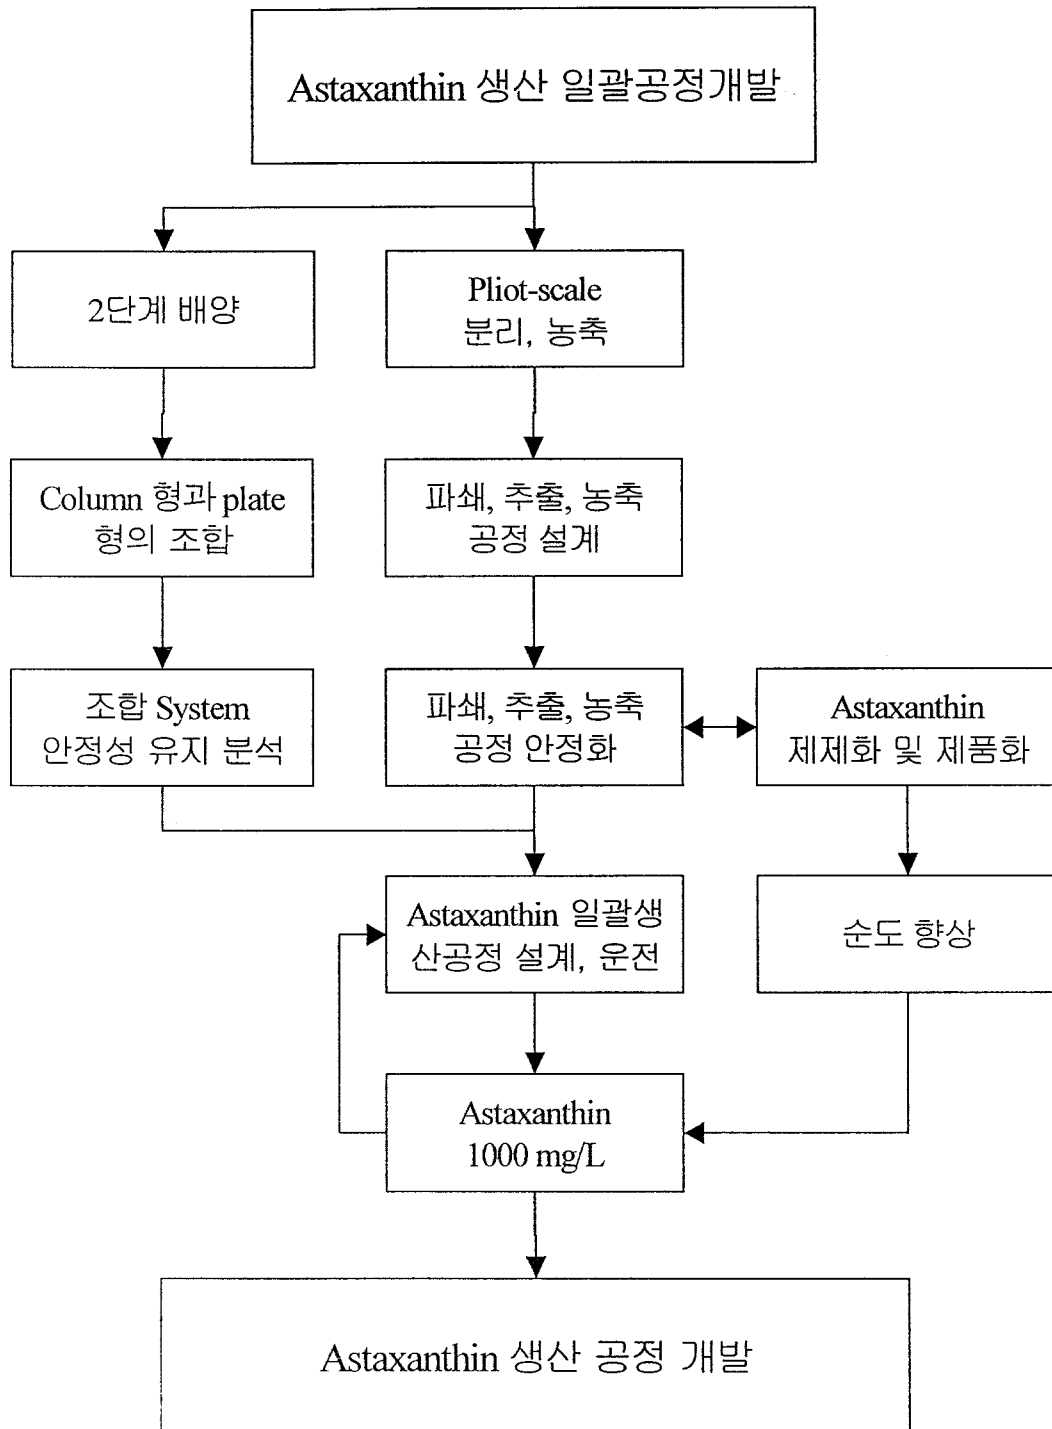 Astaxanthin 생산 일괄공정개발
2단계 배양
Pliot-scale
분리, 농축
Column 형과 plate
형의 조합
파쇄, 추출, 농축
공정 설계
조합 System
안정성 유지 분석
파쇄, 추출, 농축
공정 안정화
Astaxanthin
제제화 및 제품화
Astaxanthin 일괄생
산공정 설계, 운전
순도 향상
Astaxanthin
1000 mg/L
Astaxanthin 생산 공정 개발